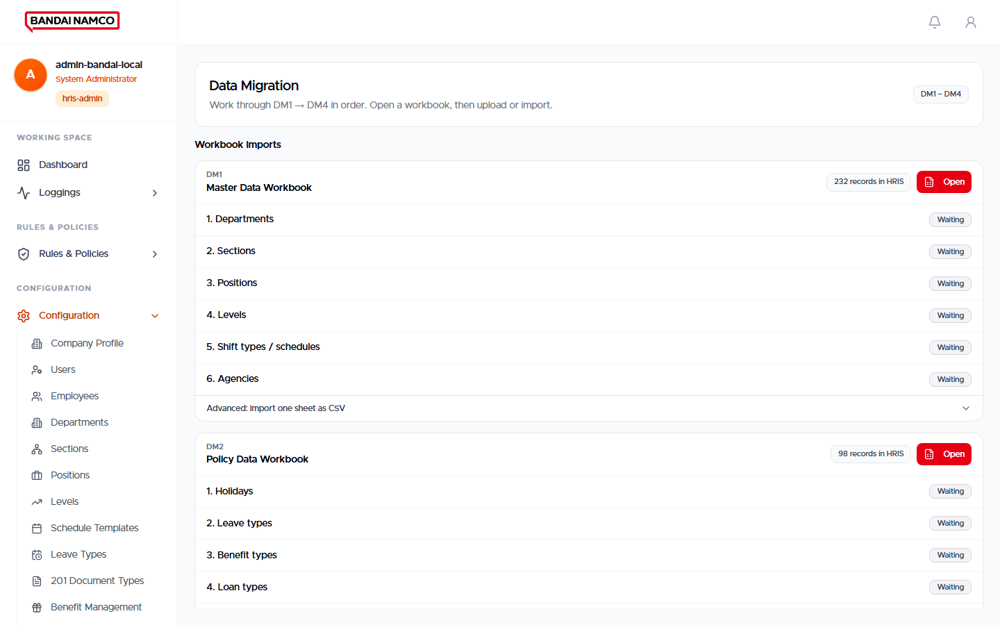 BANDAI NAMCO
A
admin-bandai-local
System Administrator
hris-admin
WORKING SPACE
Dashboard
Loggings
RULES & POLICIES
Rules & Policies
CONFIGURATION
Configuration
Company Profile
Users
Employees
Departments
Sections
Positions
Levels
Schedule Templates
Leave Types
201 Document Types
Benefit Management
Data Migration
Work through DM1 → DM4 in order. Open a workbook, then upload or import.
DM1 – DM4
Workbook Imports
DM1
Master Data Workbook
232 records in HRIS
Open
1. Departments
Waiting
2. Sections
Waiting
3. Positions
Waiting
4. Levels
Waiting
5. Shift types / schedules
Waiting
6. Agencies
Waiting
Advanced: Import one sheet as CSV
DM2
Policy Data Workbook
98 records in HRIS
Open
1. Holidays
Waiting
2. Leave types
Waiting
3. Benefit types
Waiting
4. Loan types
Waiting